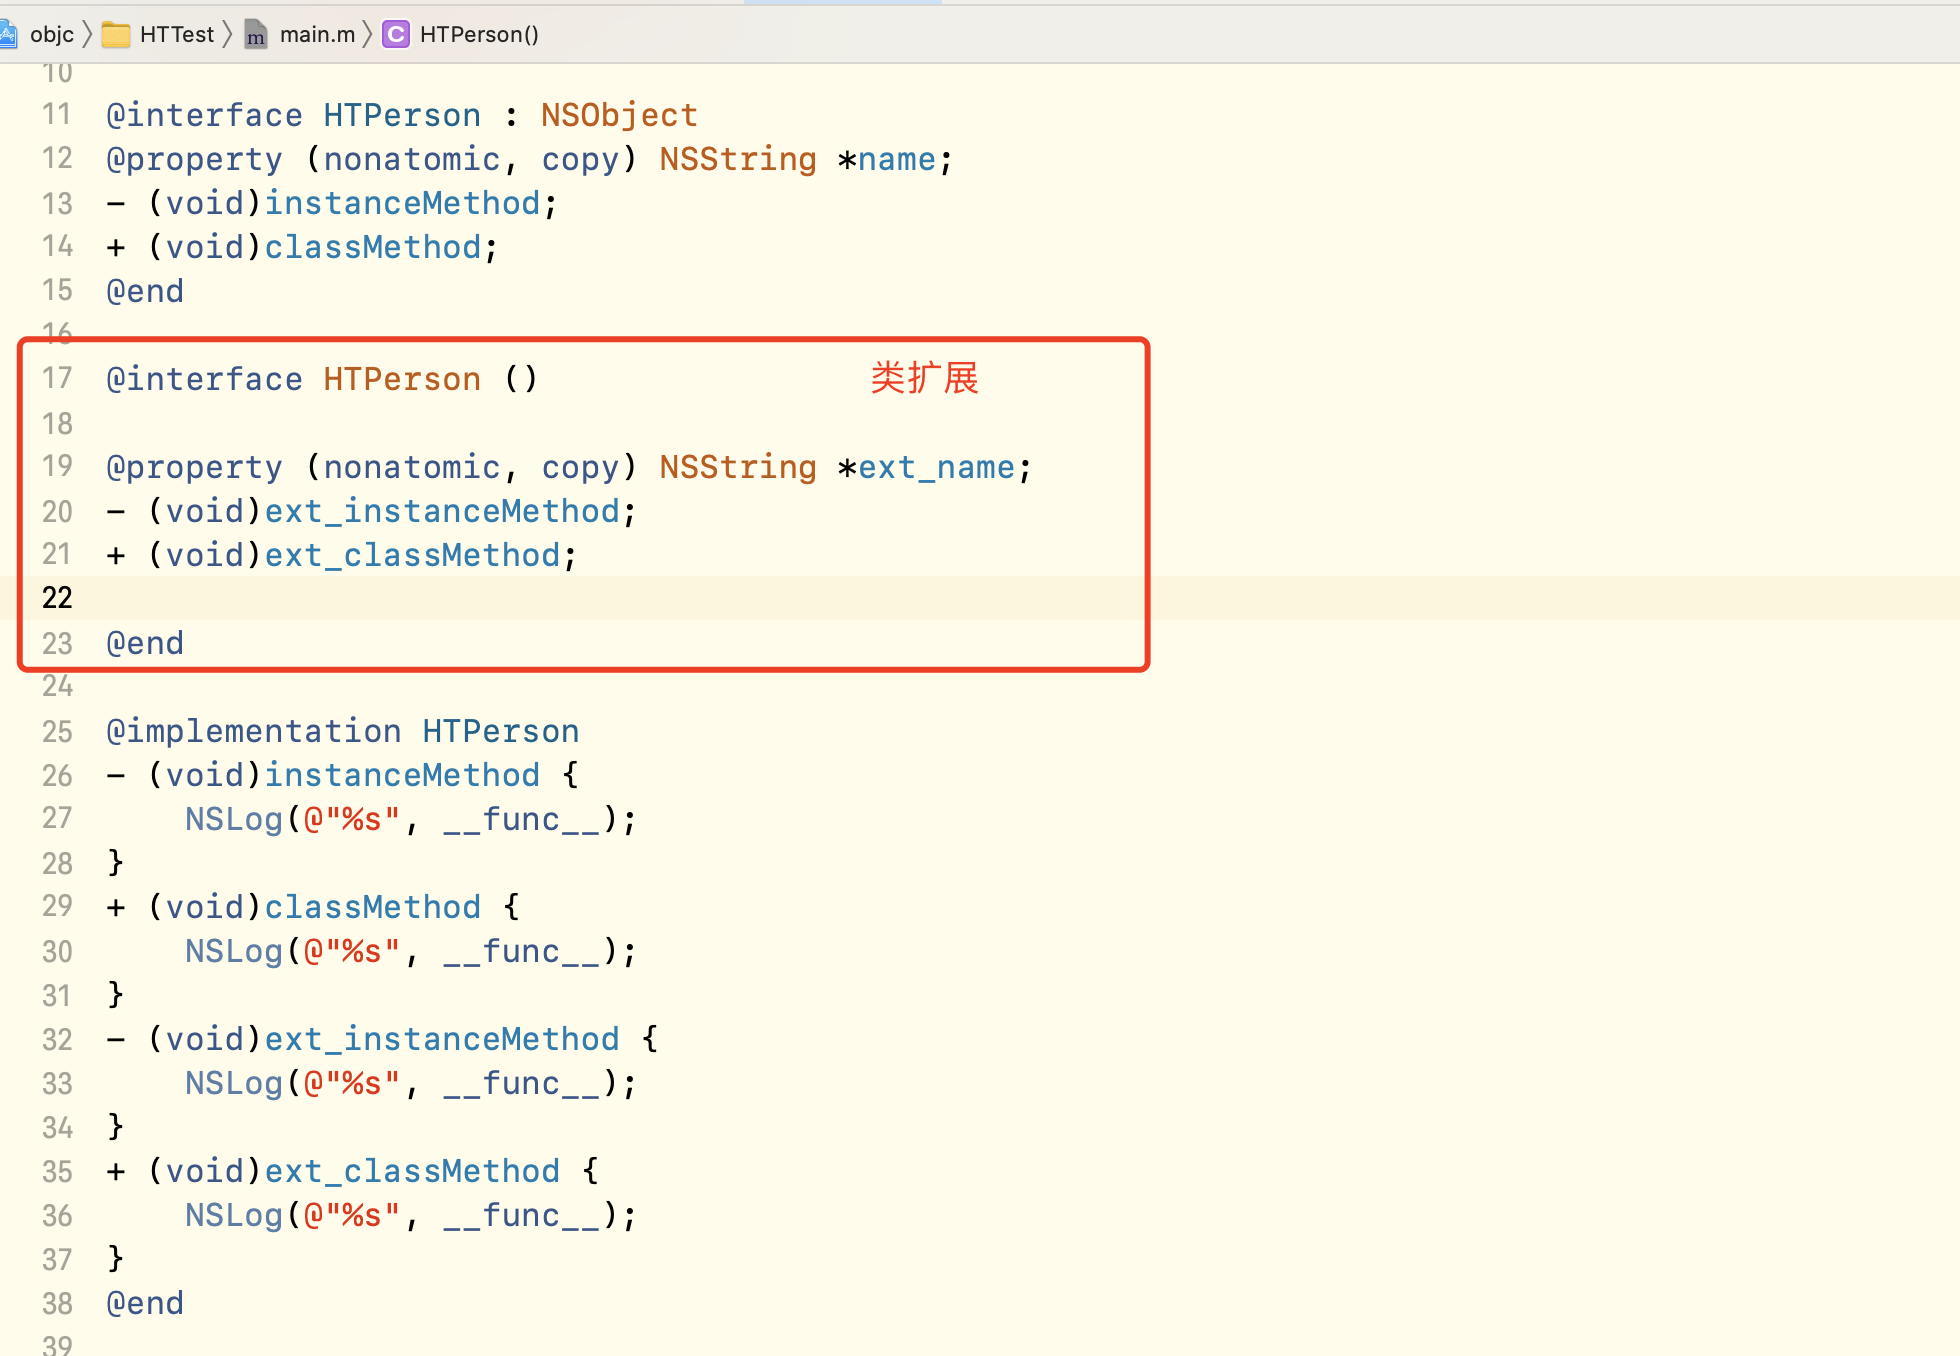 objc HTTest main.m HTPerson()
10
11 @interface HTPerson : NSObject
12 @property (nonatomic, copy) NSString *name;
13 - (void)instanceMethod;
14 + (void)classMethod;
15 @end
16
17 @interface HTPerson () 类扩展
18
19 @property (nonatomic, copy) NSString *ext_name;
20 - (void)ext_instanceMethod;
21 + (void)ext_classMethod;
22
23 @end
24
25 @implementation HTPerson
26 - (void)instanceMethod {
27     NSLog(@"%s", __func__);
28 }
29 + (void)classMethod {
30     NSLog(@"%s", __func__);
31 }
32 - (void)ext_instanceMethod {
33     NSLog(@"%s", __func__);
34 }
35 + (void)ext_classMethod {
36     NSLog(@"%s", __func__);
37 }
38 @end
39